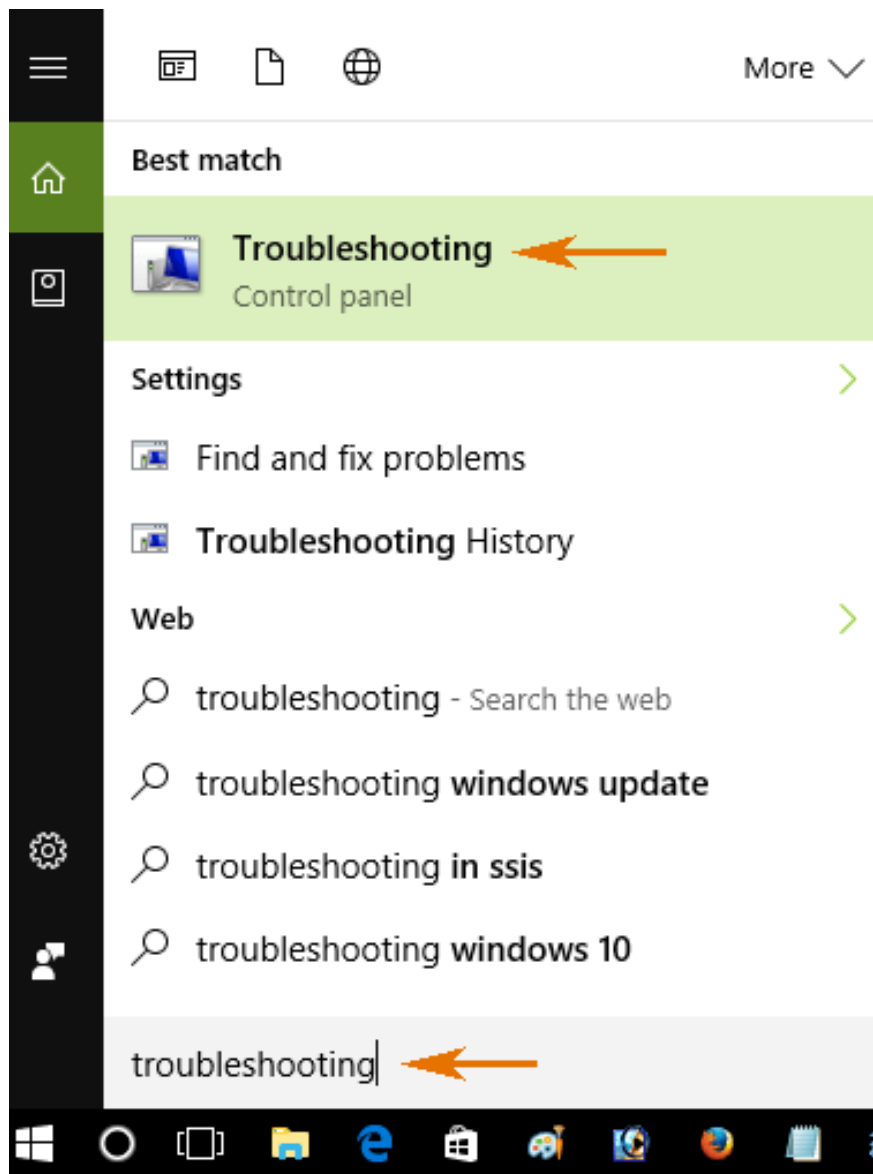 More
Best match
Troubleshooting
Control panel
Settings
Find and fix problems
Troubleshooting History
Web
troubleshooting - Search the web
troubleshooting windows update
troubleshooting in ssis
troubleshooting windows 10
troubleshooting